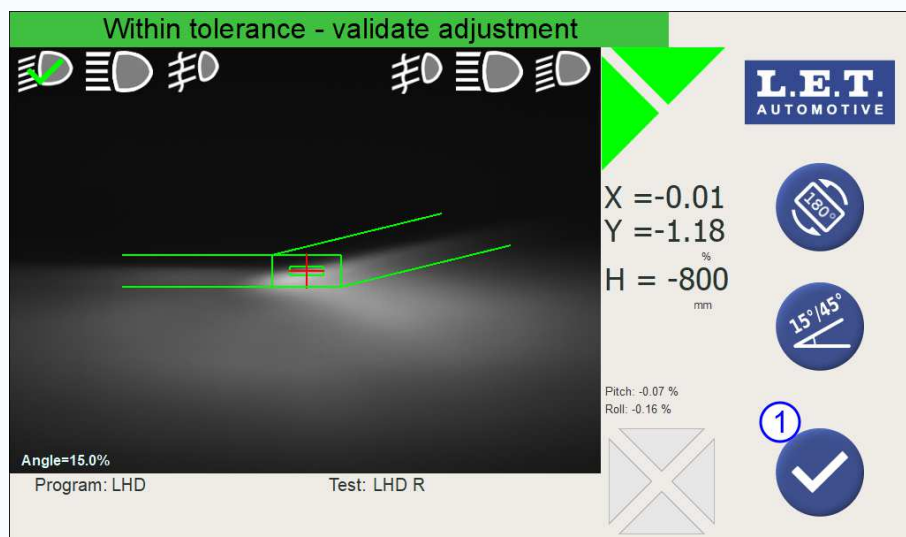 Within tolerance - validate adjustment
L.E.T.
AUTOMOTIVE
180°
X =-0.01
Y =-1.18
%
H = -800
mm
15°/45°
Pitch: -0.07 %
Roll: -0.16 %
1
Angle=15.0%
Program: LHD
Test: LHD R